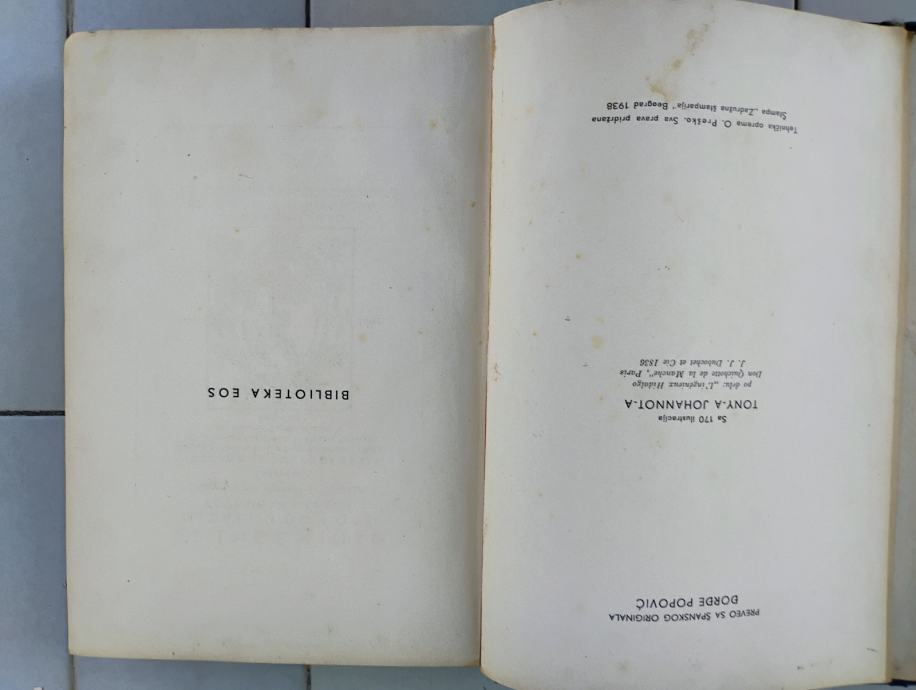 PREVEO SA ŠPANSKOG ORIGINALA
ĐORĐE POPOVIĆ
Sa 170 ilustracija
TONY-A JOHANNOT-A
po delu: „L'ingénieux Hidalgo
Don Quichotte de la Manche“, Paris
J. J. Dubochet et Cie 1836
Tehnička oprema O. Preško. Sva prava pridržana
Štampa „Zadružna štamparija“ Beograd 1938
BIBLIOTEKA EOS